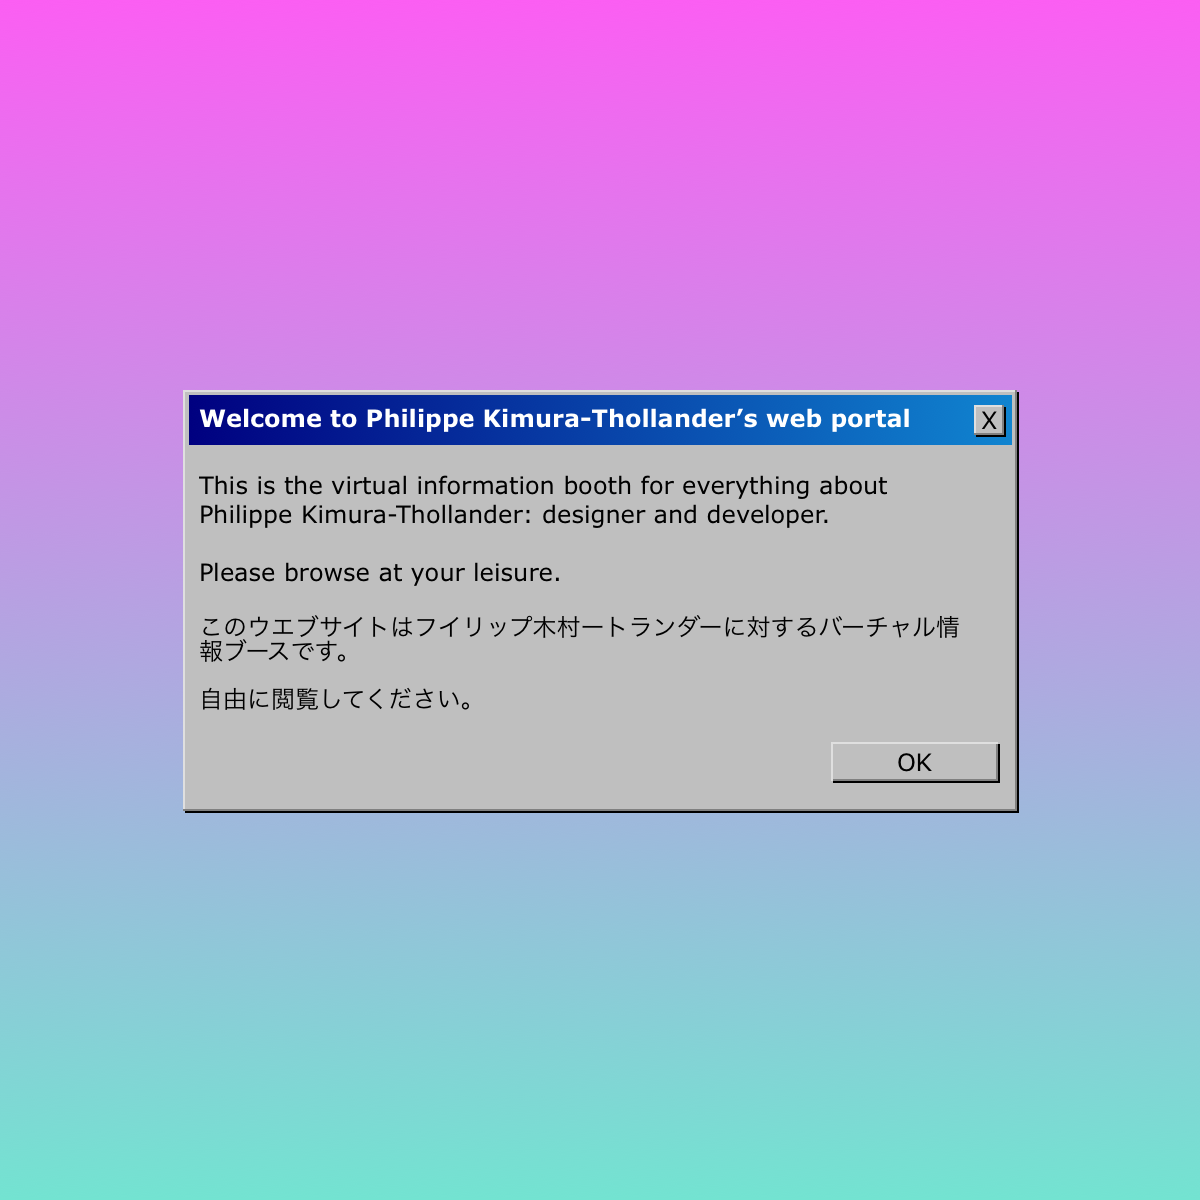 Welcome to Philippe Kimura-Thollander’s web portal
X
This is the virtual information booth for everything about
Philippe Kimura-Thollander: designer and developer.
Please browse at your leisure.
このウエブサイトはフイリップ木村ートランダーに対するバーチャル情
報ブースです。
自由に閲覧してください。
OK